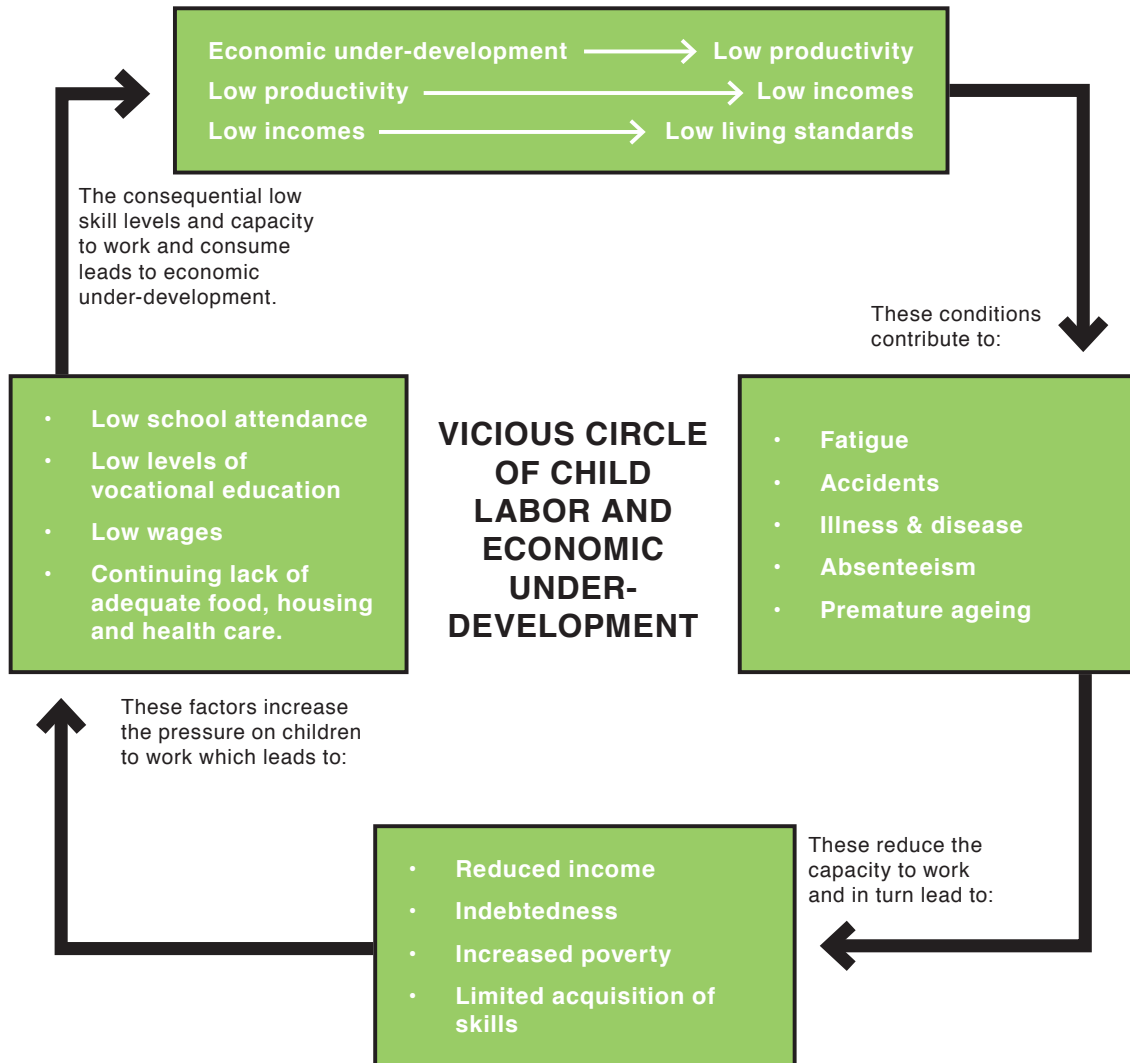 Economic under-development → Low productivity
Low productivity → Low incomes
Low incomes → Low living standards
These conditions
contribute to:
• Fatigue
• Accidents
• Illness & disease
• Absenteeism
• Premature ageing
These reduce the
capacity to work
and in turn lead to:
• Reduced income
• Indebtedness
• Increased poverty
• Limited acquisition of
skills
These factors increase
the pressure on children
to work which leads to:
• Low school attendance
• Low levels of
vocational education
• Low wages
• Continuing lack of
adequate food, housing
and health care.
The consequential low
skill levels and capacity
to work and consume
leads to economic
under-development.
VICIOUS CIRCLE
OF CHILD
LABOR AND
ECONOMIC
UNDER-
DEVELOPMENT